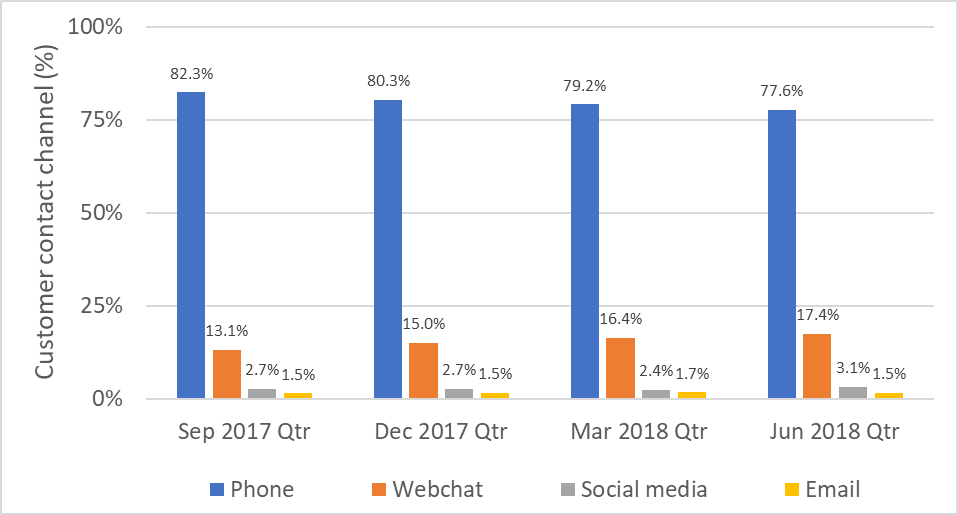 Customer contact channel (%)
100%
75%
50%
25%
0%
82.3%
13.1%
2.7%
1.5%
80.3%
15.0%
2.7%
1.5%
79.2%
16.4%
2.4%
1.7%
77.6%
17.4%
3.1%
1.5%
Sep 2017 Qtr
Dec 2017 Qtr
Mar 2018 Qtr
Jun 2018 Qtr
Phone
Webchat
Social media
Email